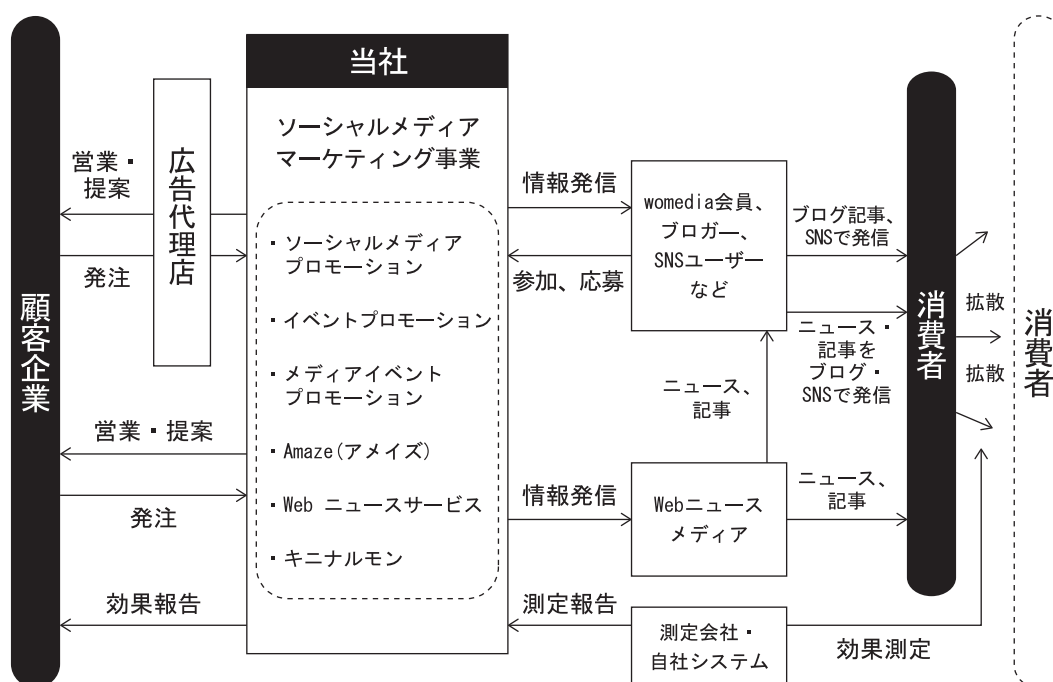 顧客企業
営業・
提案
発注
広告代理店
営業・提案
発注
効果報告
当社
ソーシャルメディア
マーケティング事業
・ソーシャルメディア
プロモーション
・イベントプロモーション
・メディアイベント
プロモーション
・Amaze(アメイズ)
・Web ニュースサービス
・キニナルモン
情報発信
参加、応募
情報発信
測定報告
womedia会員、
ブロガー、
SNSユーザー
など
ニュース、
記事
Webニュース
メディア
測定会社・
自社システム
ブログ記事、
SNSで発信
ニュース・
記事を
ブログ・
SNSで発信
ニュース、
記事
効果測定
消費者
拡散
拡散
消費者